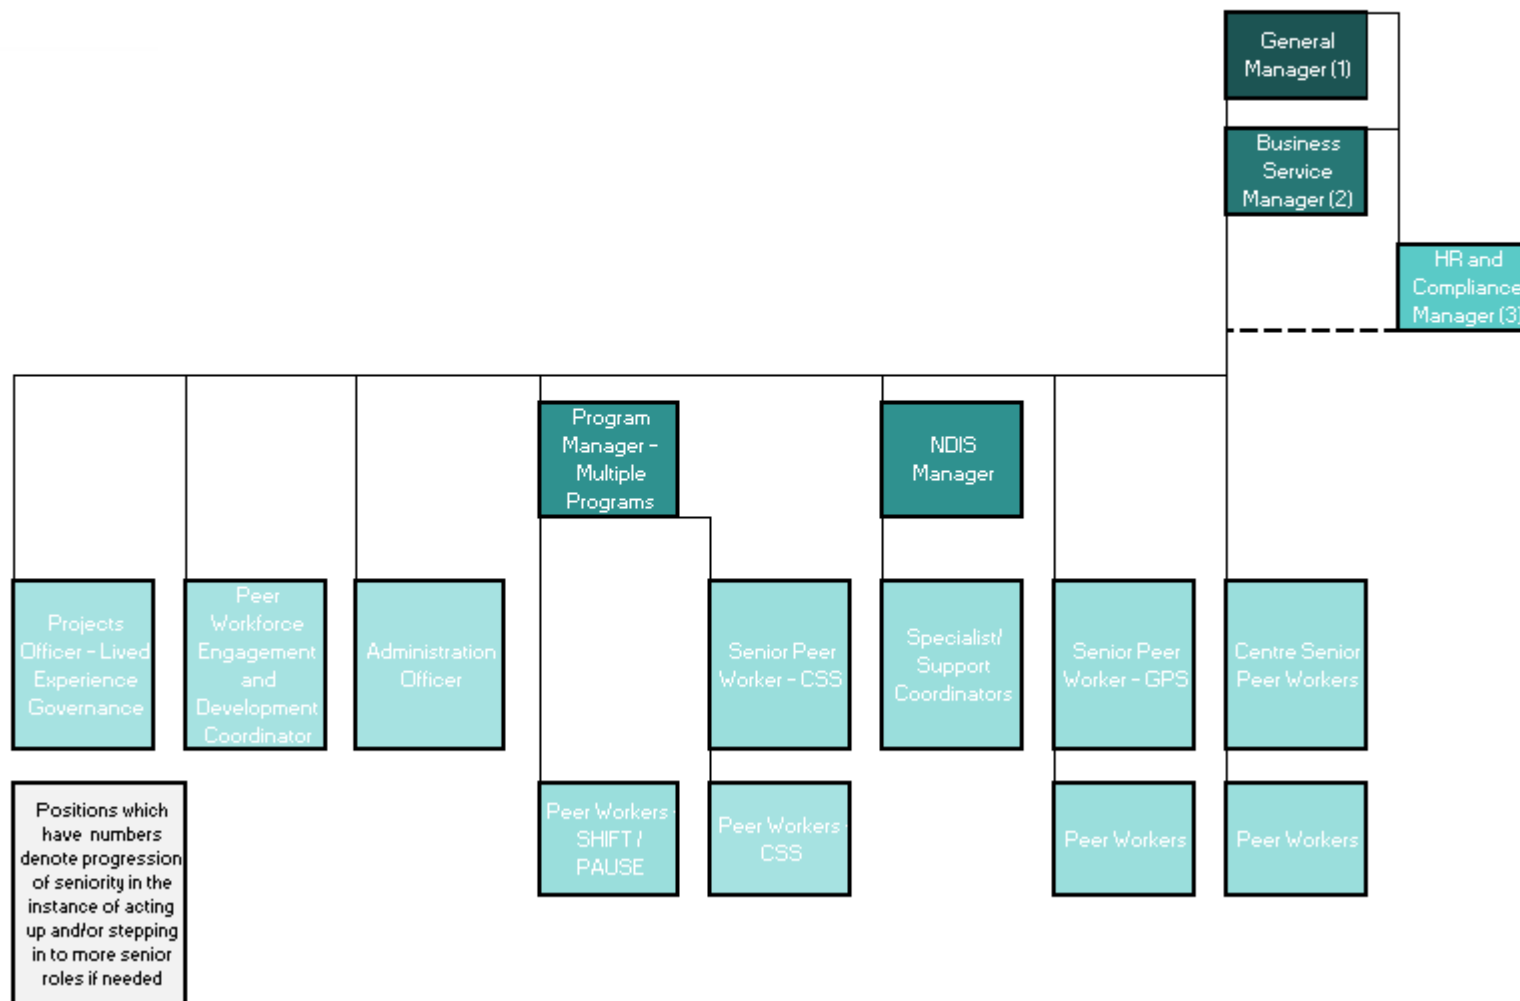 General
Manager (1)
Business
Service
Manager (2)
HR and
Compliance
Manager (3)
Program
Manager –
Multiple
Programs
NDIS
Manager
Projects
Officer – Lived
Experience
Governance
Peer
Workforce
Engagement
and
Development
Coordinator
Administration
Officer
Senior Peer
Worker – CSS
Specialist/
Support
Coordinators
Senior Peer
Worker – GPS
Centre Senior
Peer Workers
Peer Workers -
SHIFT /
PAUSE
Peer Workers -
CSS
Peer Workers
Peer Workers
Positions which
have numbers
denote progression
of seniority in the
instance of acting
up and/or stepping
in to more senior
roles if needed